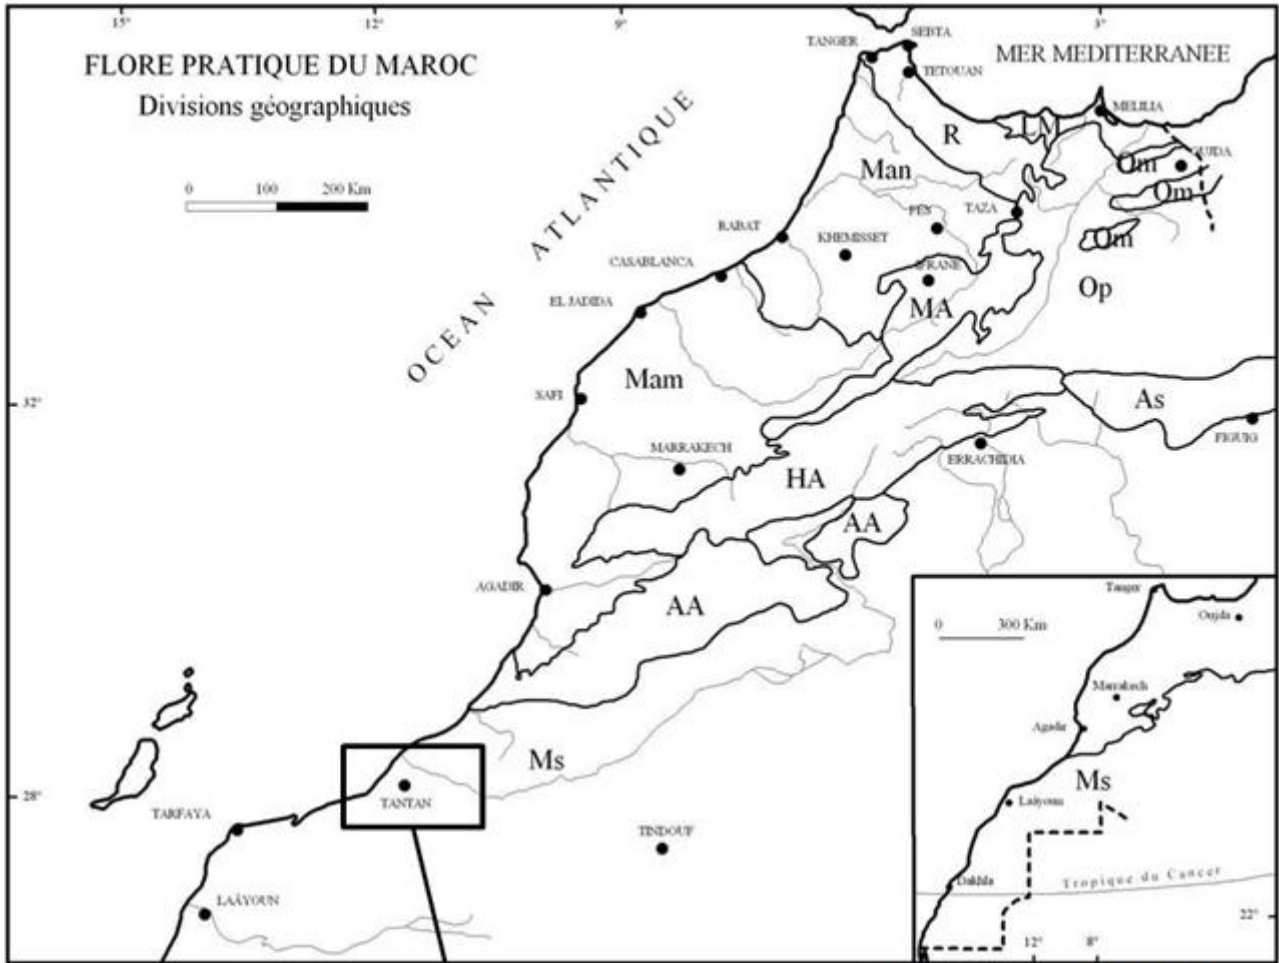 15°
12°
9°
3°
FLORE PRATIQUE DU MAROC
Divisions géographiques
0 100 200 Km
OCEAN ATLANTIQUE
MER MEDITERRANEE
SEBTA
TANGER
TETOUAN
MELILIA
R
LM
Man
OUJDA
Om
Om
Om
FES
TAZA
RABAT
KHEMISSET
IFRANE
CASABLANCA
Op
EL JADIDA
MA
Mam
32°
SAFI
As
FIGUIG
MARRAKECH
ERRACHIDIA
HA
AA
AGADIR
AA
Ms
28°
TANTAN
TARFAYA
TINDOUF
LAÂYOUN
Tanger
Oujda
0 300 Km
Marrakech
Agadir
Ms
Laâyoun
Dakhla
Tropique du Cancer
22°
12°
8°